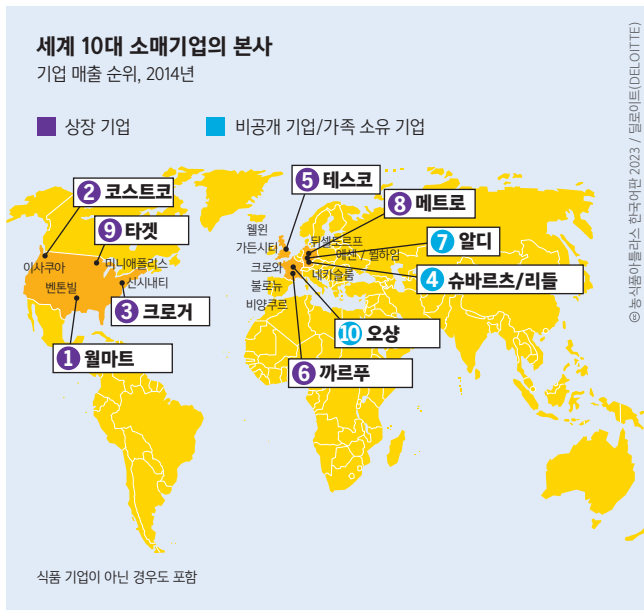 세계 10대 소매기업의 본사
기업 매출 순위, 2014년
상장 기업
비공개 기업/가족 소유 기업
2 코스트코
9 타겟
이사쿠아
미니애폴리스
벤톤빌
신시내티
3 크로거
1 월마트
5 테스코
8 메트로
웰윈
가든시티
뒤셀도르프
7 알디
에센 / 뮐하임
크로와
네카슬룸
4 슈바르츠/리들
불로뉴
비양쿠르
10 오샹
6 까르푸
식품 기업이 아닌 경우도 포함
농식품아틀라스 한국어판 2023 / 딜로이트(DELOITTE)